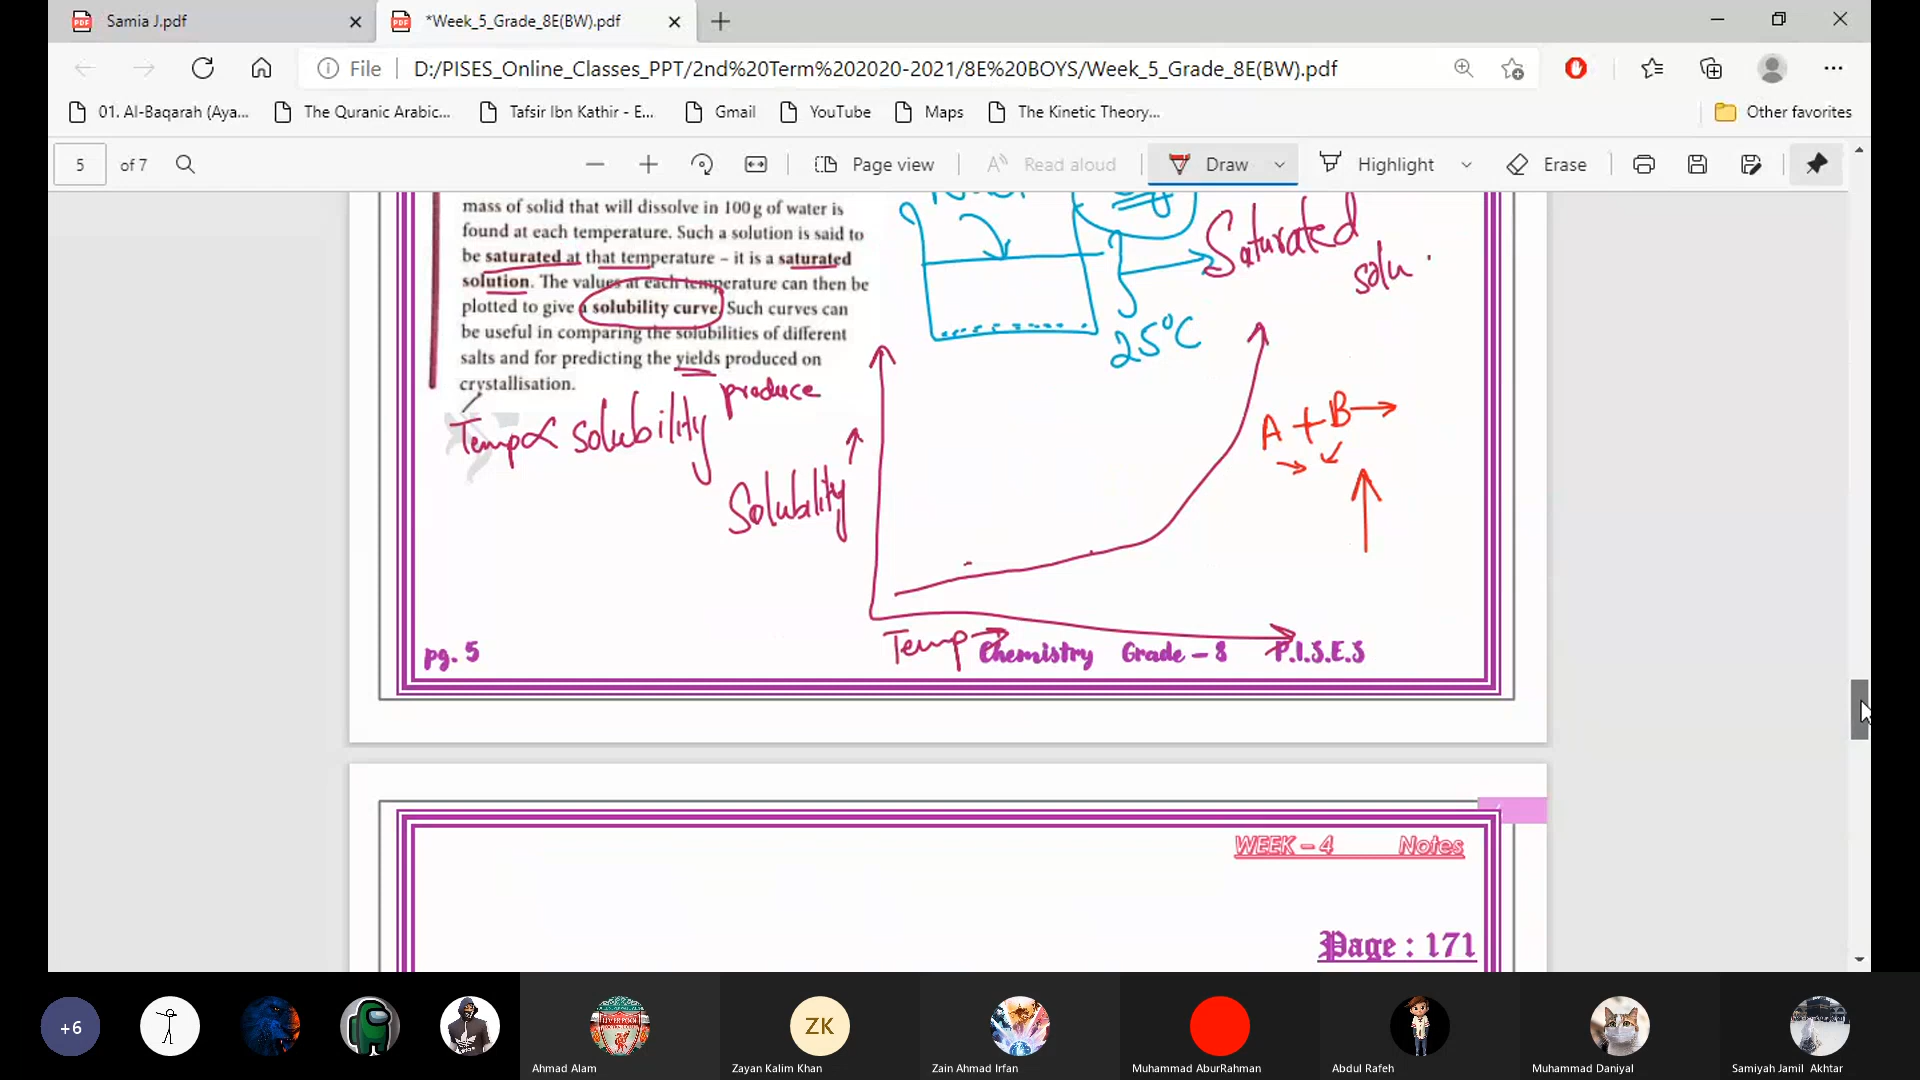 Samia J.pdf
*Week_5_Grade_8E(BW).pdf
File D:/PISES_Online_Classes_PPT/2nd%20Term%202020-2021/8E%20BOYS/Week_5_Grade_8E(BW).pdf
01. Al-Baqarah (Aya...
The Quranic Arabic...
Tafsir Ibn Kathir - E...
Gmail
YouTube
Maps
The Kinetic Theory...
Other favorites
5 of 7
Page view
Read aloud
Draw
Highlight
Erase
mass of solid that will dissolve in 100g of water is
found at each temperature. Such a solution is said to
be saturated at that temperature – it is a saturated
solution. The values at each temperature can then be
plotted to give a solubility curve. Such curves can
be useful in comparing the solubilities of different
salts and for predicting the yields produced on
crystallisation.
produce
Temp ∝ solubility
Saturated
solu
25°C
A + B →
Solubility
Temp →
pg. 5
Chemistry Grade – 8 P.I.S.E.S
WEEK – 4 Notes
Page : 171
+6
ZK
Ahmad Alam
Zayan Kalim Khan
Zain Ahmad Irfan
Muhammad AburRahman
Abdul Rafeh
Muhammad Daniyal
Samiyah Jamil Akhtar